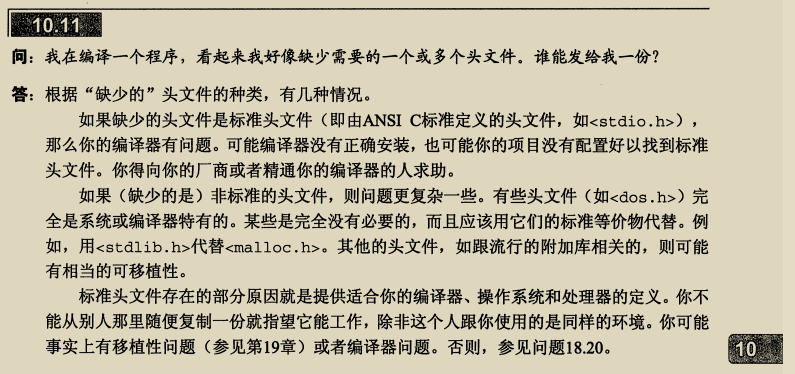 10.11
问：我在编译一个程序，看起来我好像缺少需要的一个或多个头文件。谁能发给我一份？
答：根据“缺少的”头文件的种类，有几种情况。
如果缺少的头文件是标准头文件（即由ANSI C标准定义的头文件，如<stdio.h>），
那么你的编译器有问题。可能编译器没有正确安装，也可能你的项目没有配置好以找到标准
头文件。你得向你的厂商或者精通你的编译器的人求助。
如果（缺少的是）非标准的头文件，则问题更复杂一些。有些头文件（如<dos.h>）完
全是系统或编译器特有的。某些是完全没有必要的，而且应该用它们的标准等价物代替。例
如，用<stdlib.h>代替<malloc.h>。其他的头文件，如跟流行的附加库相关的，则可能
有相当的可移植性。
标准头文件存在的部分原因就是提供适合你的编译器、操作系统和处理器的定义。你不
能从别人那里随便复制一份就指望它能工作，除非这个人跟你使用的是同样的环境。你可能
事实上有移植性问题（参见第19章）或者编译器问题。否则，参见问题18.20。
10